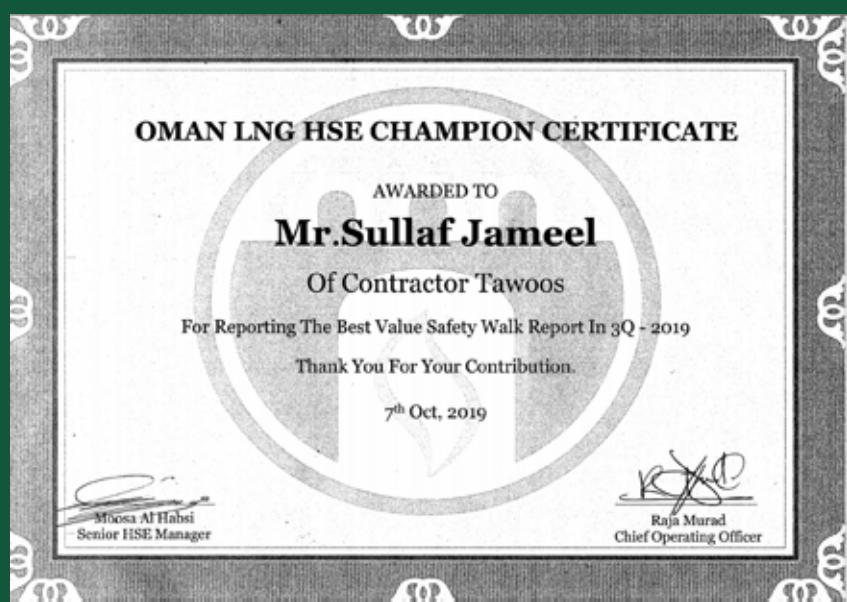 OMAN LNG HSE CHAMPION CERTIFICATE
AWARDED TO
Mr.Sullaf Jameel
Of Contractor Tawoos
For Reporting The Best Value Safety Walk Report In 3Q - 2019
Thank You For Your Contribution.
7th Oct, 2019
Moosa Al Habsi
Senior HSE Manager
Raja Murad
Chief Operating Officer